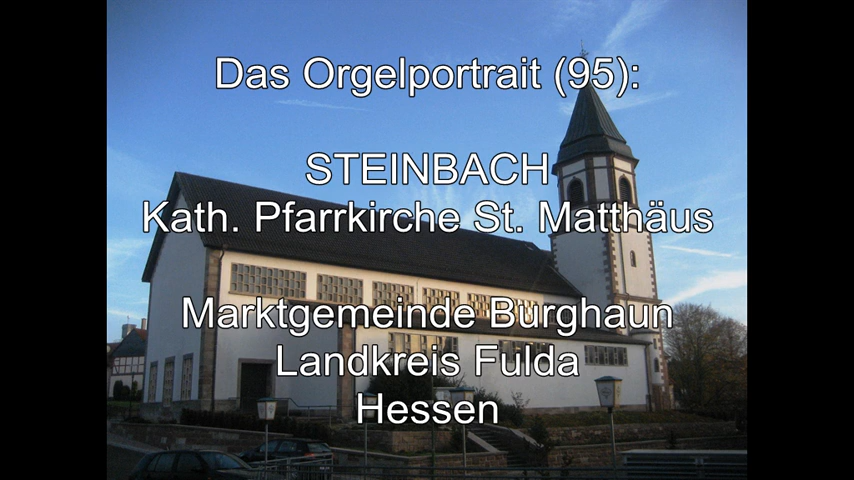 Das Orgelportrait (95):
STEINBACH
Kath. Pfarrkirche St. Matthäus
Marktgemeinde Burghaun
Landkreis Fulda
Hessen